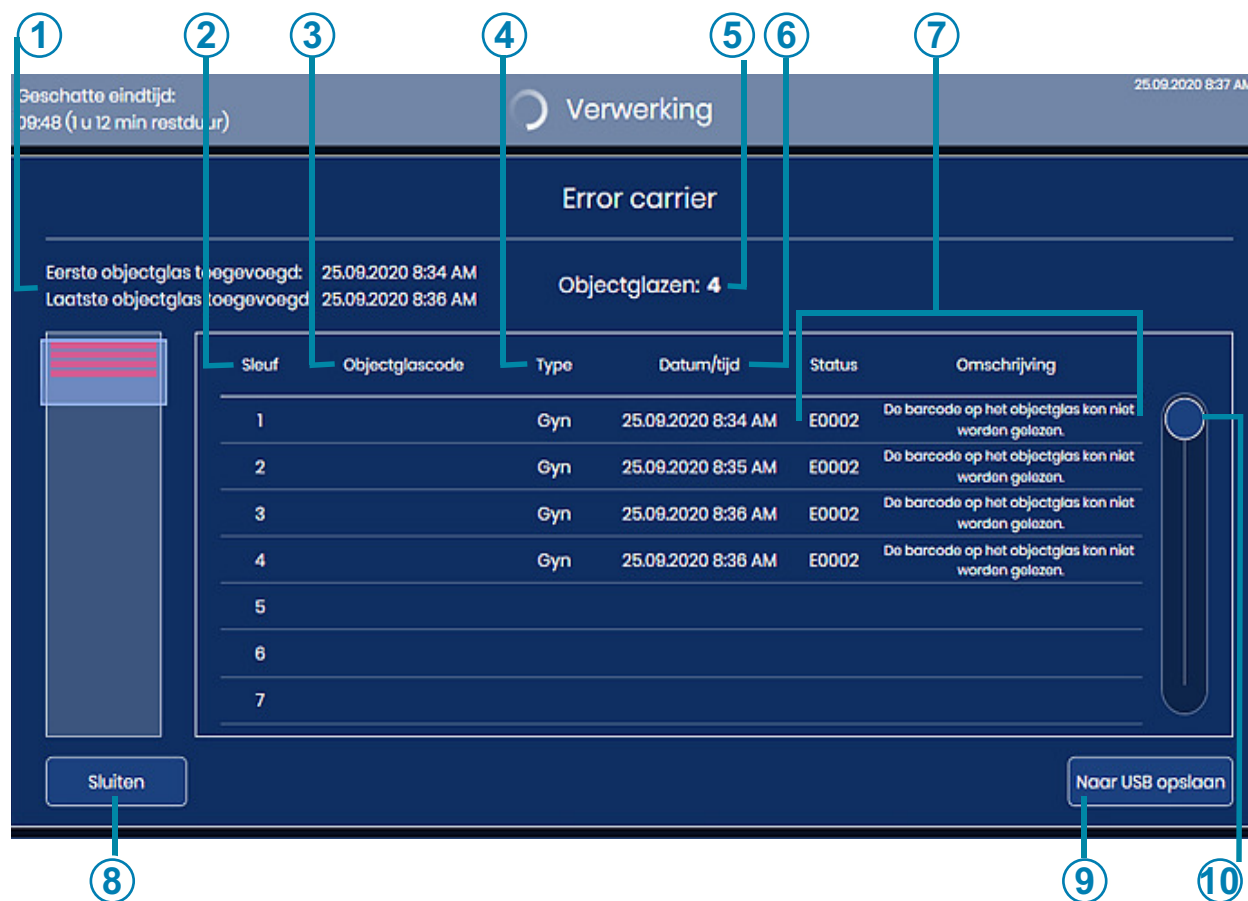 1 2 3 4 5 6 7
Geschatte eindtijd:
09:48 (1 u 12 min restduur)
Verwerking
25.09.2020 8:37 AM
Error carrier
Eerste objectglas toegevoegd: 25.09.2020 8:34 AM
Laatste objectglas toegevoegd 25.09.2020 8:36 AM
Objectglazen: 4
Sleuf Objectglascode Type Datum/tijd Status Omschrijving
1 Gyn 25.09.2020 8:34 AM E0002 De barcode op het objectglas kon niet
worden gelezen.
2 Gyn 25.09.2020 8:35 AM E0002 De barcode op het objectglas kon niet
worden gelezen.
3 Gyn 25.09.2020 8:36 AM E0002 De barcode op het objectglas kon niet
worden gelezen.
4 Gyn 25.09.2020 8:36 AM E0002 De barcode op het objectglas kon niet
worden gelezen.
5
6
7
Sluiten
Naar USB opslaan
8 9 10